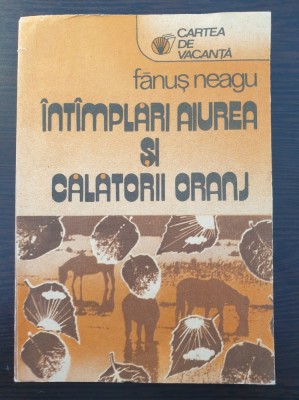 CARTEA
DE
VACANȚĂ
fănuș neagu
ÎNTÎMPLĂRI AIUREA
ȘI
CĂLĂTORII ORANJ